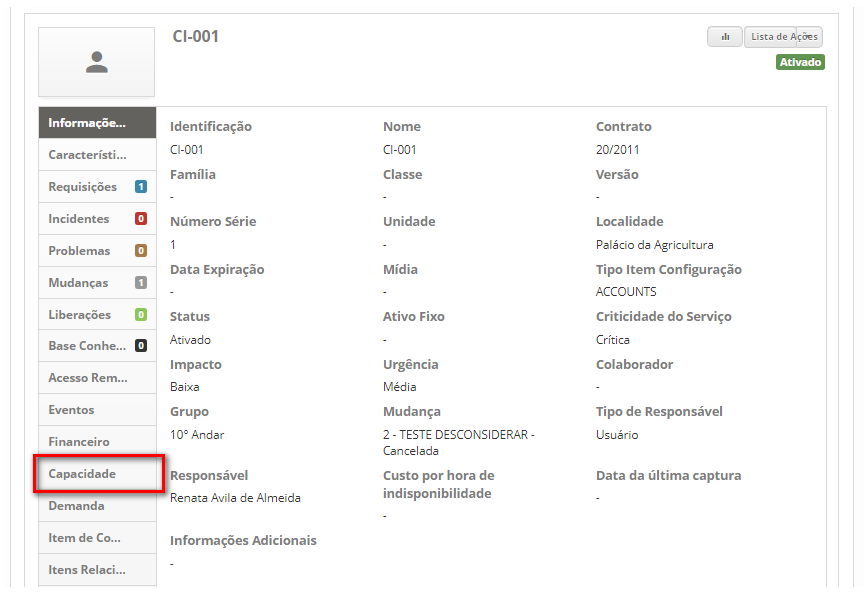 CI-001
Lista de Ações
Ativado
Informaçõe...
Característi...
Requisições 1
Incidentes 0
Problemas 0
Mudanças 1
Liberações 0
Base Conhe... 0
Acesso Rem...
Eventos
Financeiro
Capacidade
Demanda
Item de Co...
Itens Relaci...
Identificação Nome Contrato
CI-001 CI-001 20/2011
Família Classe Versão
- - -
Número Série Unidade Localidade
1 - Palácio da Agricultura
Data Expiração Mídia Tipo Item Configuração
- - ACCOUNTS
Status Ativo Fixo Criticidade do Serviço
Ativado - Crítica
Impacto Urgência Colaborador
Baixa Média -
Grupo Mudança Tipo de Responsável
10º Andar 2 - TESTE DESCONSIDERAR - Usuário
Cancelada
Responsável Custo por hora de Data da última captura
indisponibilidade
Renata Avila de Almeida -
-
Informações Adicionais
-